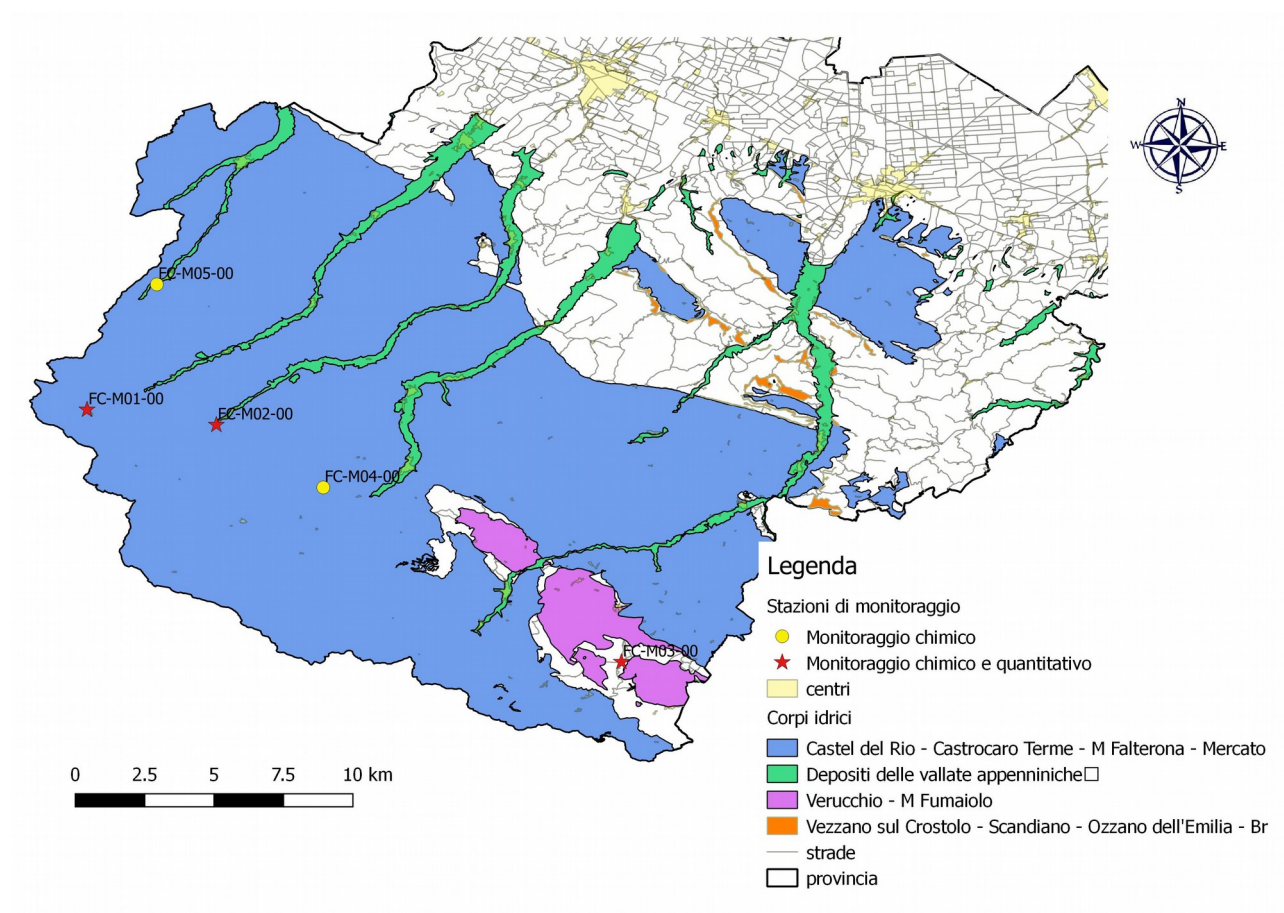 N
W
E
S
FC-M05-00
FC-M01-00
FC-M02-00
FC-M04-00
FC-M03-00
Legenda
Stazioni di monitoraggio
Monitoraggio chimico
Monitoraggio chimico e quantitativo
centri
Corpi idrici
Castel del Rio - Castrocaro Terme - M Falterona - Mercato
Depositi delle vallate appenniniche□
Verucchio - M Fumaiolo
Vezzano sul Crostolo - Scandiano - Ozzano dell'Emilia - Br
strade
provincia
0 2.5 5 7.5 10 km